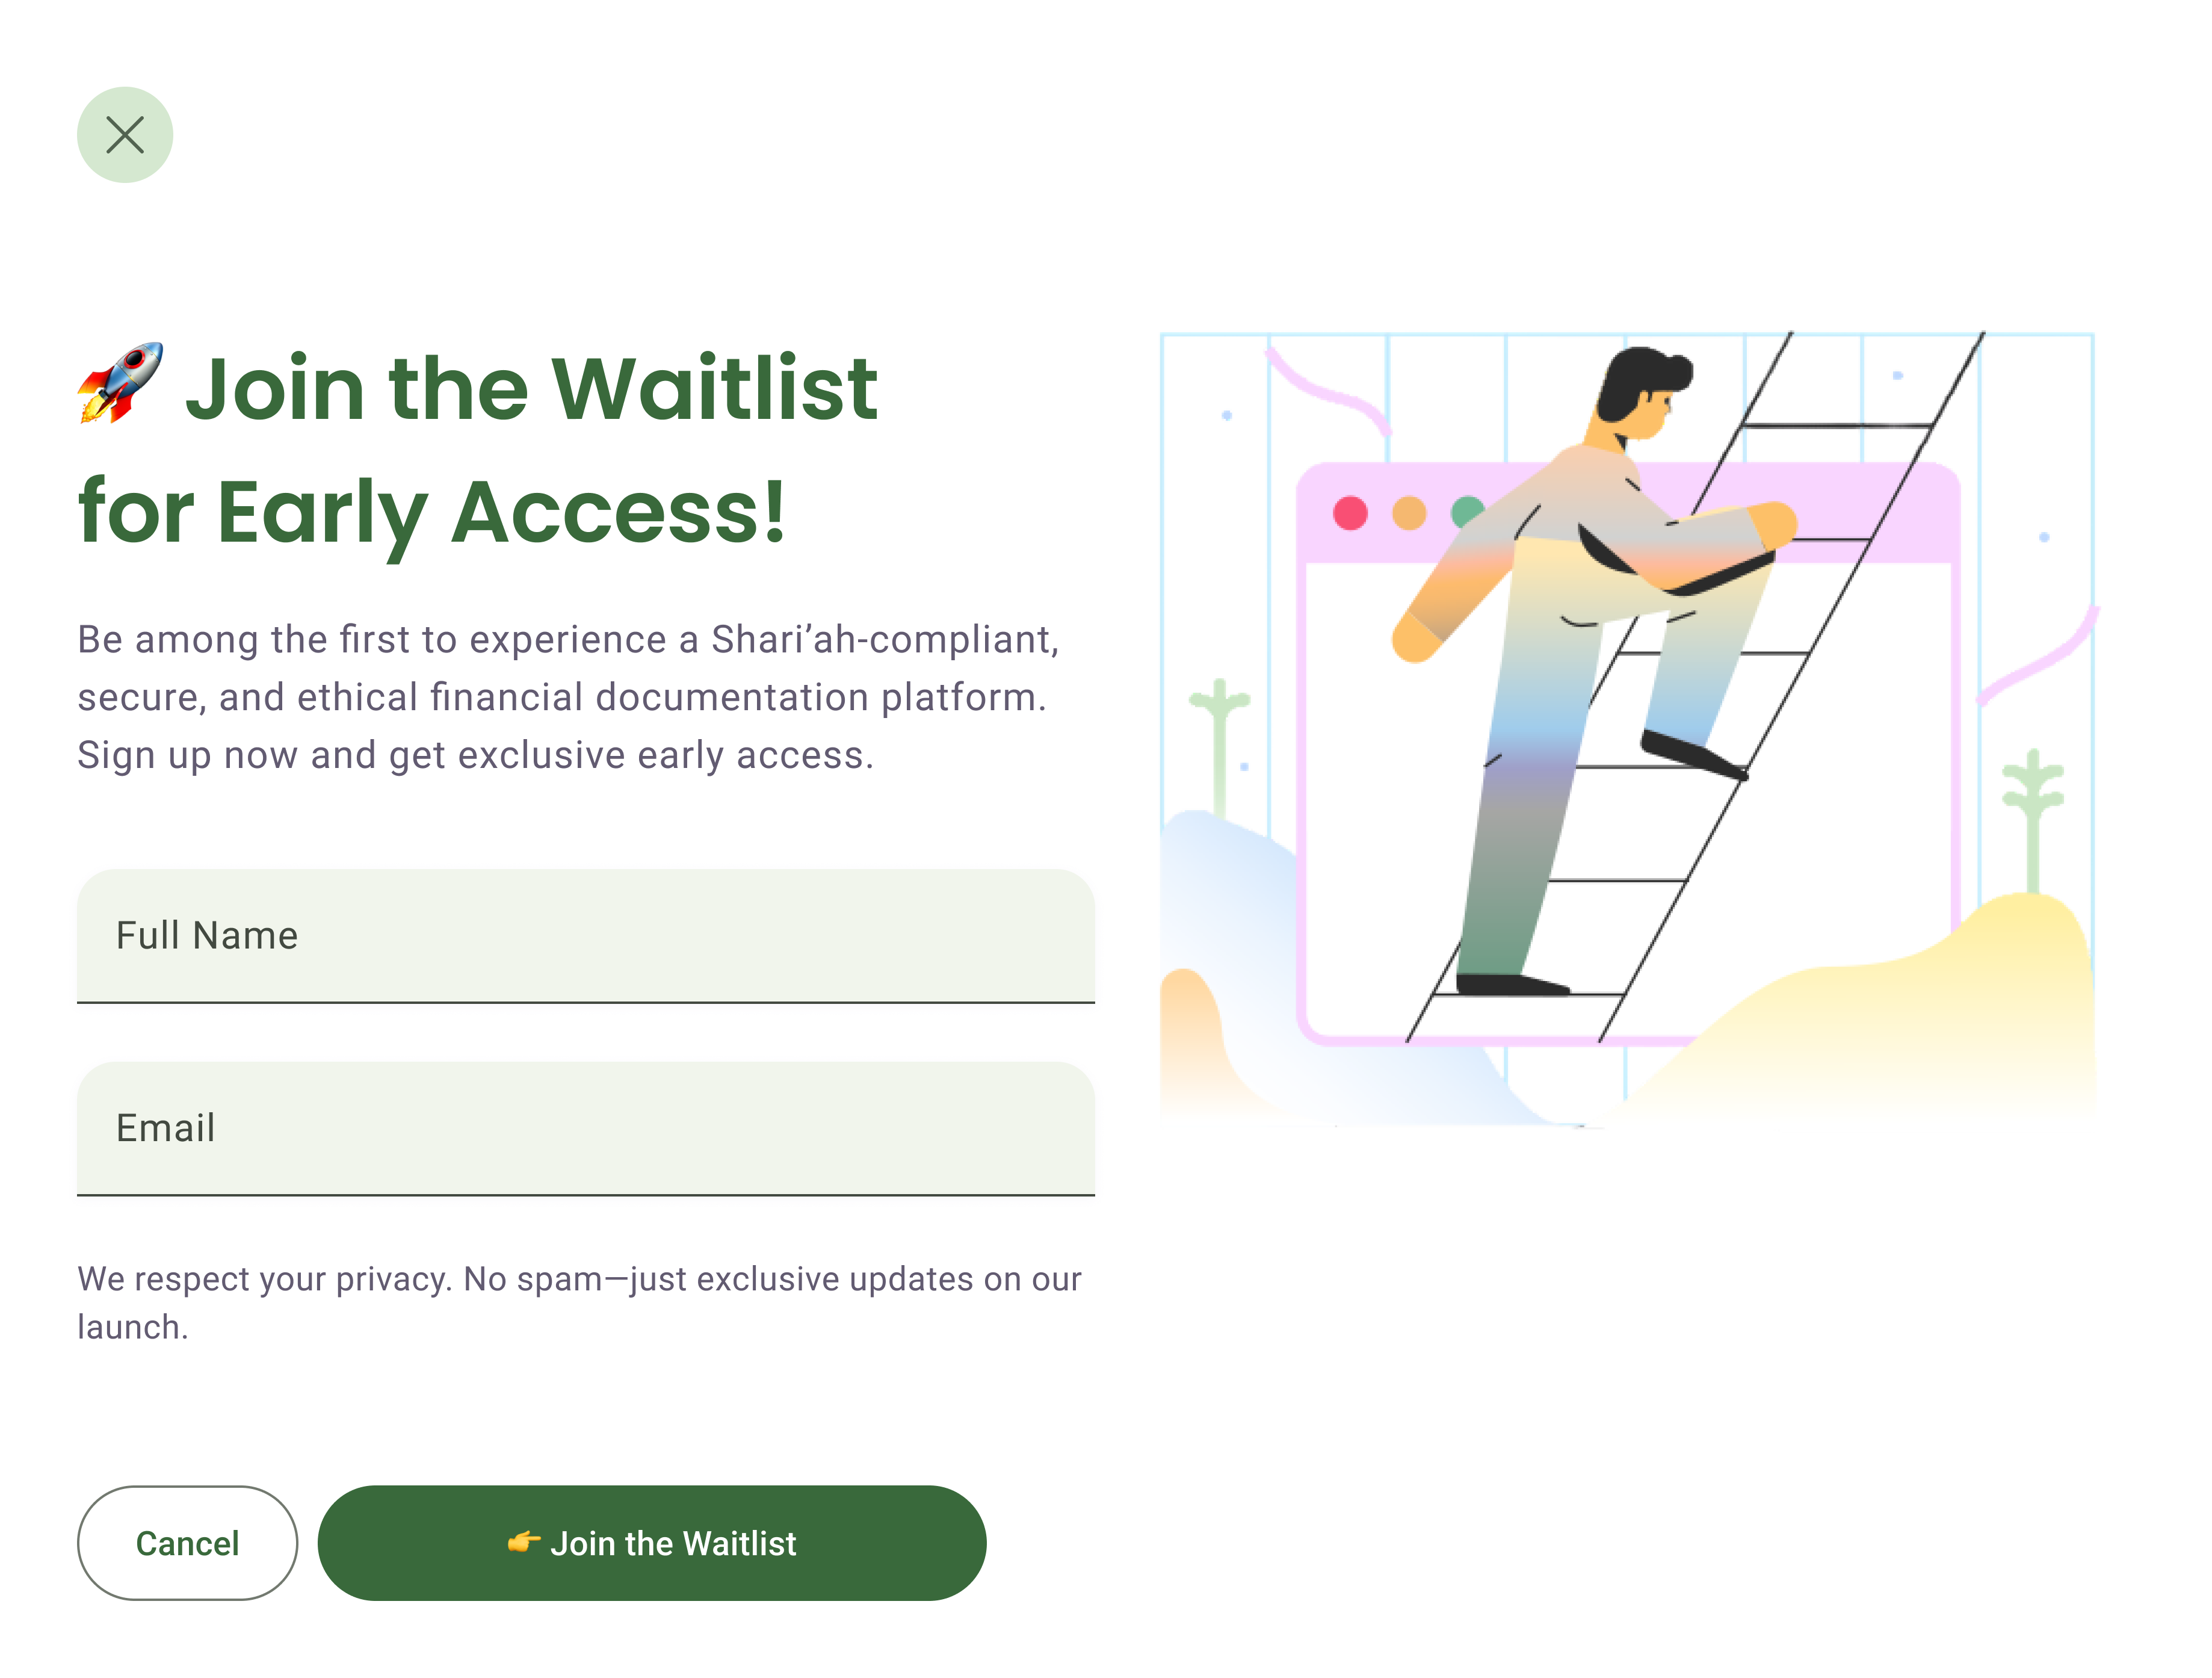 🚀 Join the Waitlist
for Early Access!
Be among the first to experience a Shari’ah-compliant,
secure, and ethical financial documentation platform.
Sign up now and get exclusive early access.
Full Name
Email
We respect your privacy. No spam—just exclusive updates on our
launch.
Cancel
👉 Join the Waitlist